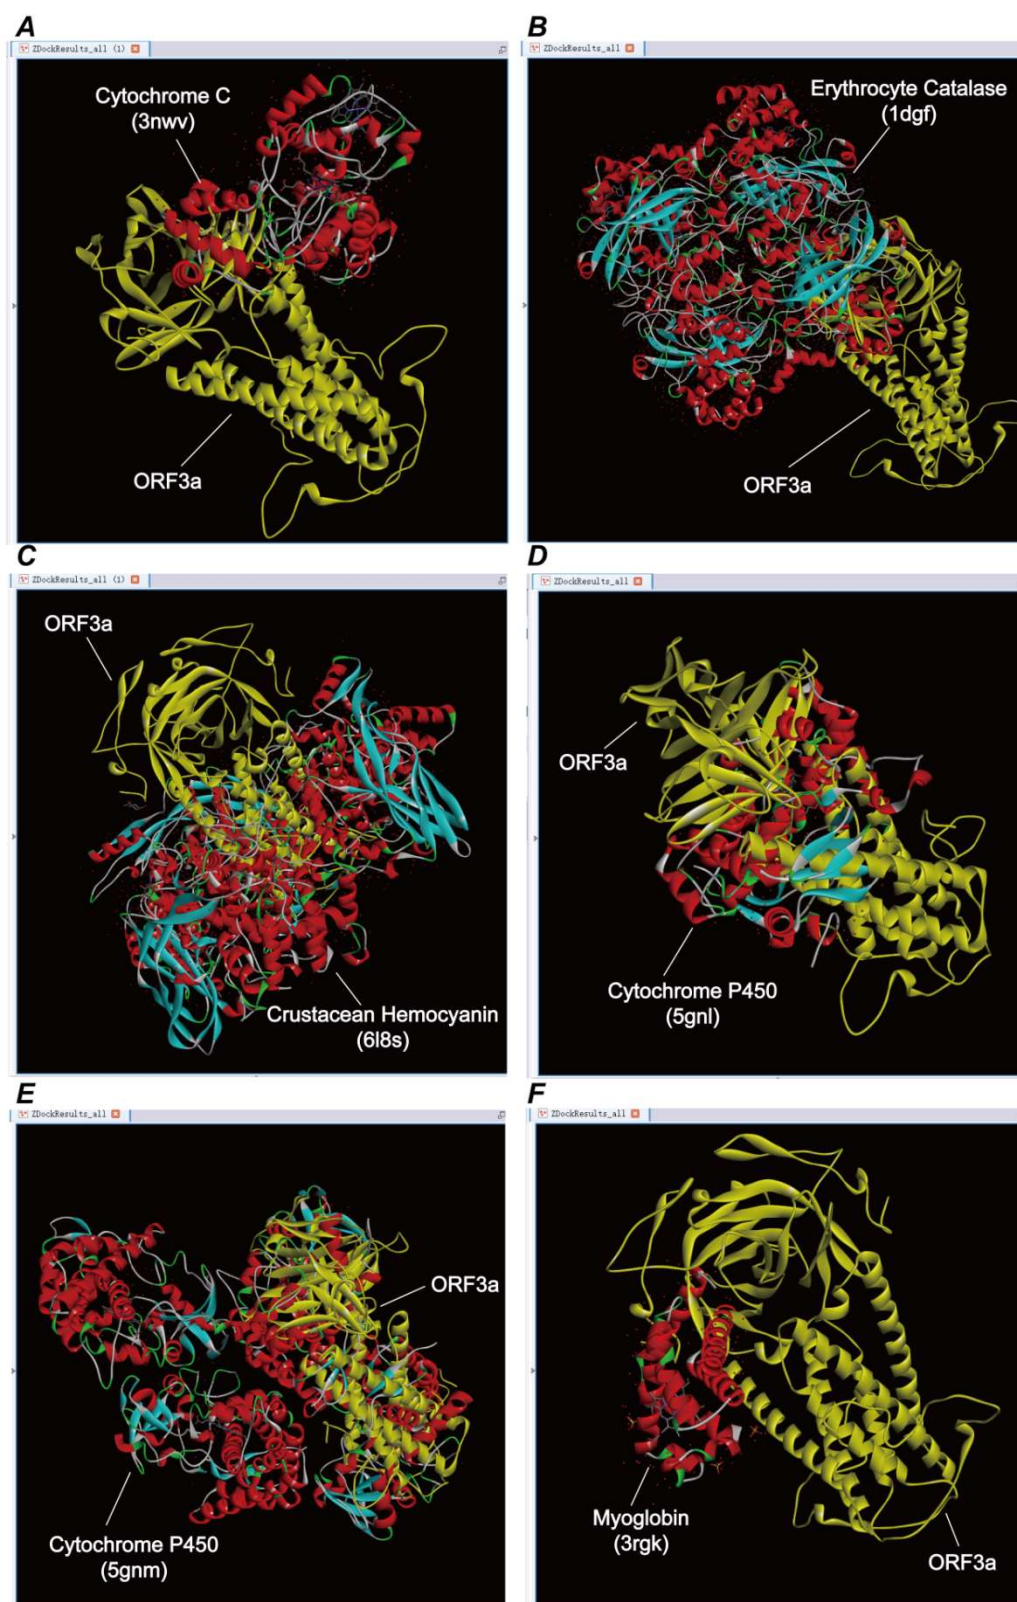 A
ZDockResults_all (1)
Cytochrome C
(3nwv)
ORF3a
B
ZDockResults_all
Erythrocyte Catalase
(1dgf)
ORF3a
C
ZDockResults_all (1)
ORF3a
Crustacean Hemocyanin
(6l8s)
D
ZDockResults_all
ORF3a
Cytochrome P450
(5gnl)
E
ZDockResults_all
ORF3a
Cytochrome P450
(5gnm)
F
ZDockResults_all
Myoglobin
(3rgk)
ORF3a